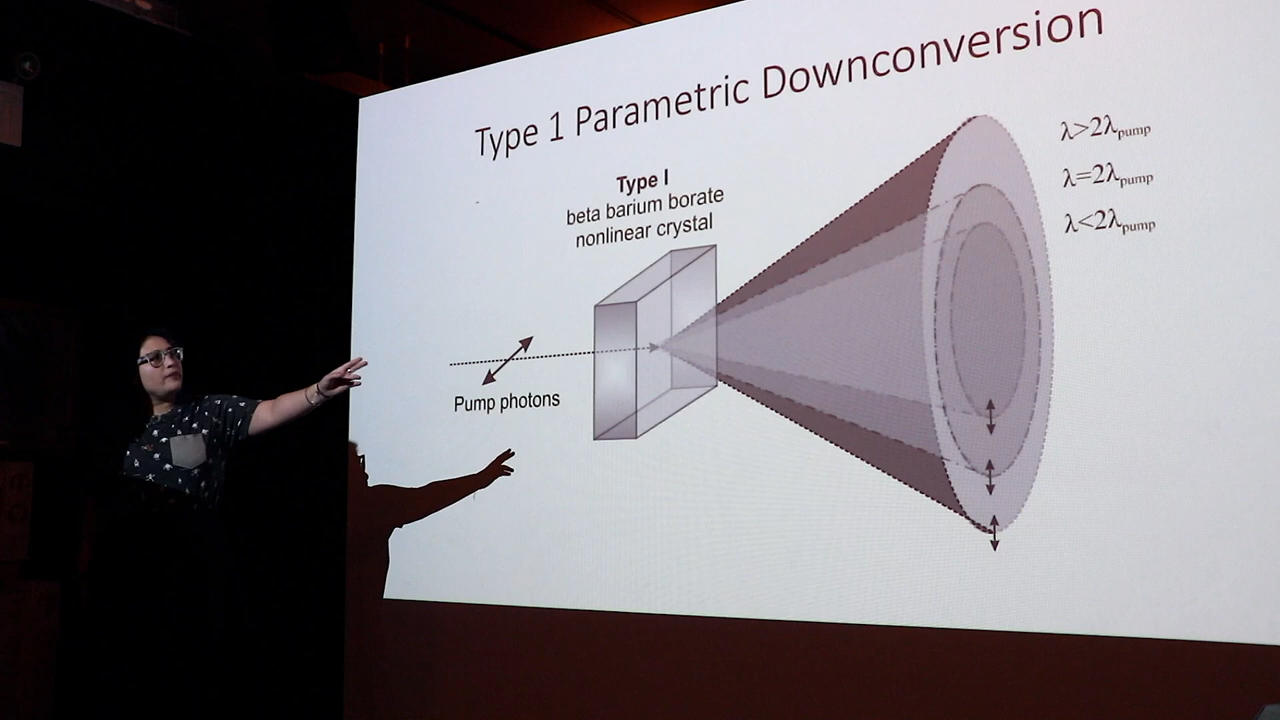 Type 1 Parametric Downconversion
Type I
beta barium borate
nonlinear crystal
Pump photons
λ>2λpump
λ=2λpump
λ<2λpump